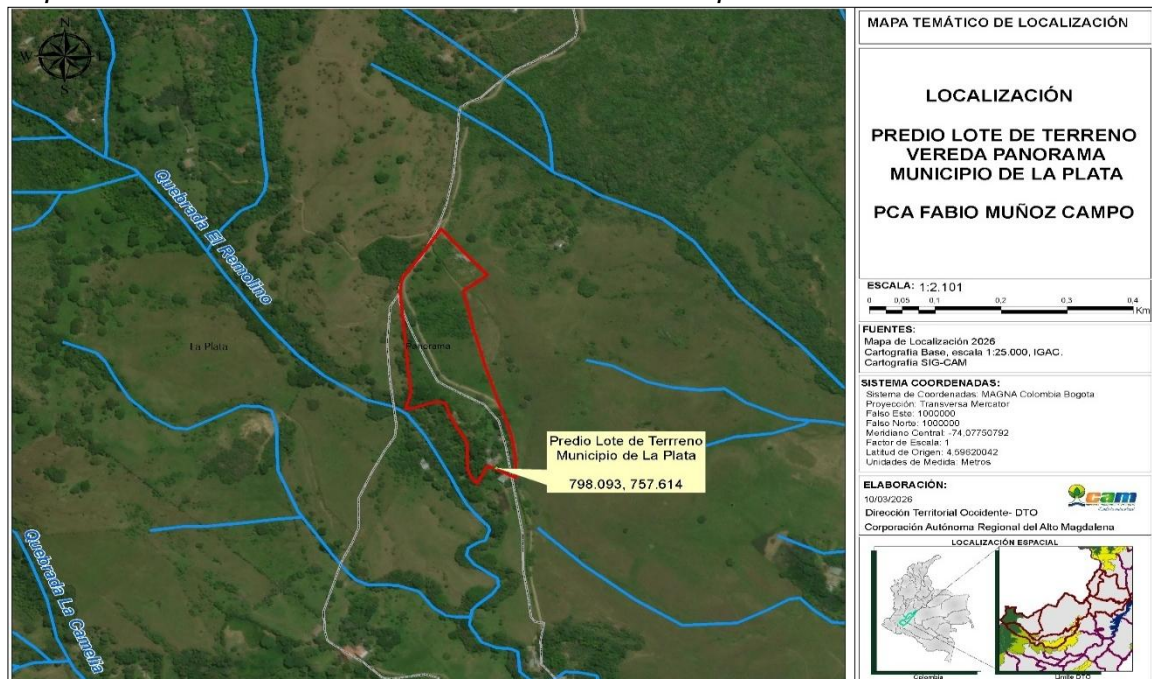 N
W
S
Quebrada El Remolino
La Plata
Panorama
Predio Lote de Terrreno
Municipio de La Plata
798.093, 757.614
Quebrada La Camelia
MAPA TEMÁTICO DE LOCALIZACIÓN
LOCALIZACIÓN
PREDIO LOTE DE TERRENO
VEREDA PANORAMA
MUNICIPIO DE LA PLATA
PCA FABIO MUÑOZ CAMPO
ESCALA: 1:2.101
0 0,05 0,1 0,2 0,3 0,4
Km
FUENTES:
Mapa de Localización 2026
Cartografia Base, escala 1:25.000, IGAC.
Cartografia SIG-CAM
SISTEMA COORDENADAS:
Sistema de Coordenadas: MAGNA Colombia Bogota
Proyección: Transversa Mercator
Falso Este: 1000000
Falso Norte: 1000000
Meridiano Central: -74,07750792
Factor de Escala: 1
Latitud de Origen: 4,59620042
Unidades de Medida: Metros
ELABORACIÓN:
10/03/2026
cam
Dirección Territorial Occidente- DTO
Corporación Autónoma Regional del Alto Magdalena
LOCALIZACIÓN ESPACIAL
Colombia
Límite DTO